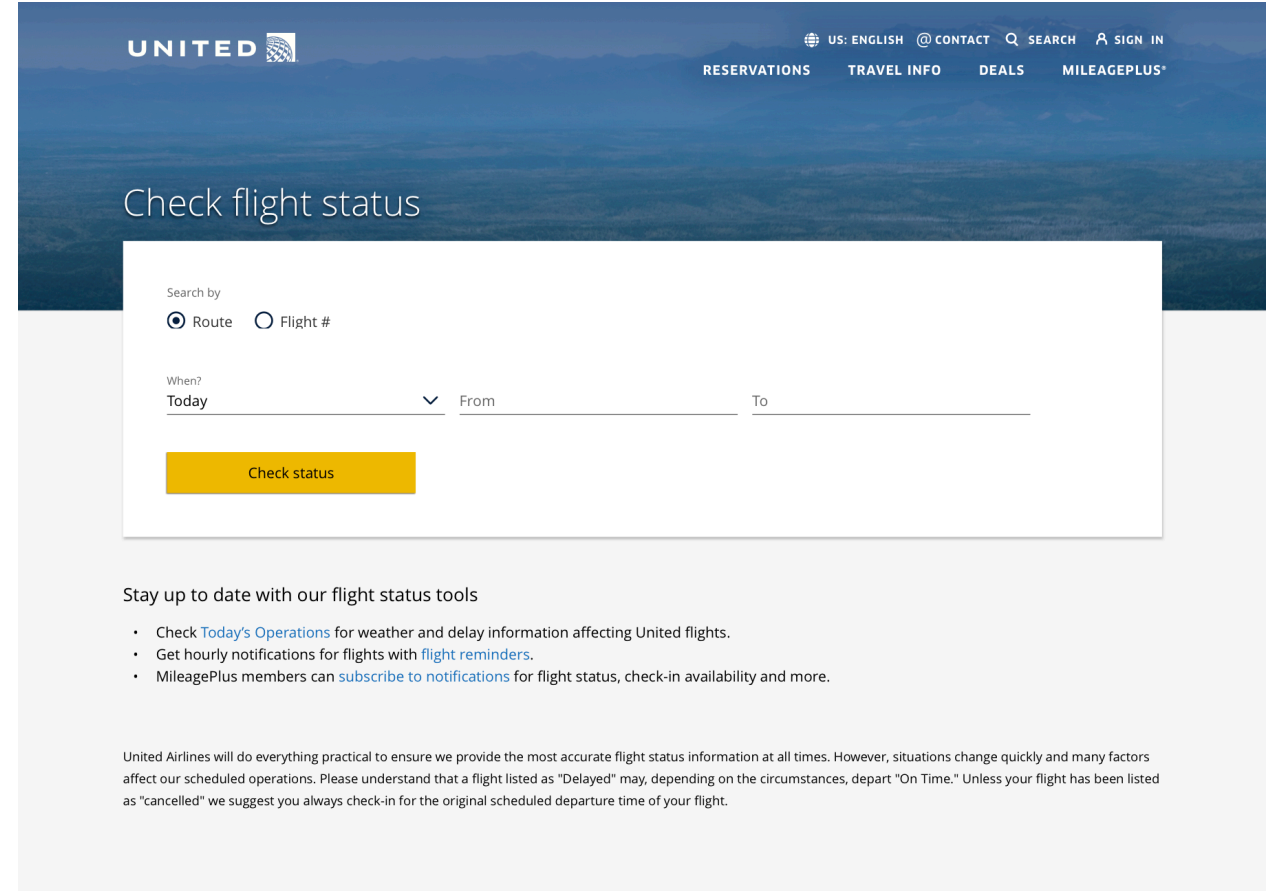 UNITED
US: ENGLISH @ CONTACT SEARCH SIGN IN
RESERVATIONS TRAVEL INFO DEALS MILEAGEPLUS®
Check flight status
Search by
Route Flight #
When?
Today From To
Check status
Stay up to date with our flight status tools
• Check Today's Operations for weather and delay information affecting United flights.
• Get hourly notifications for flights with flight reminders.
• MileagePlus members can subscribe to notifications for flight status, check-in availability and more.
United Airlines will do everything practical to ensure we provide the most accurate flight status information at all times. However, situations change quickly and many factors
affect our scheduled operations. Please understand that a flight listed as "Delayed" may, depending on the circumstances, depart "On Time." Unless your flight has been listed
as "cancelled" we suggest you always check-in for the original scheduled departure time of your flight.